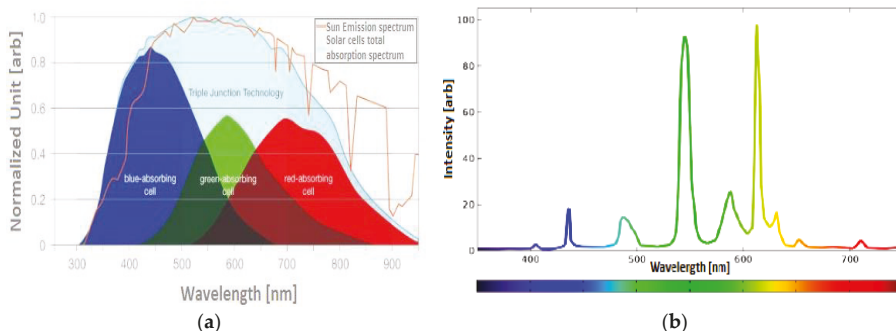 Normalized Unit [arb]
1.0
0.8
0.6
0.4
0.2
0
Sun Emission spectrum
Solar cells total
absorption spectrum
Triple Junction Technology
blue-absorbing
cell
green-absorbing
cell
red-absorbing
cell
300 400 500 600 700 800 900
Wavelength [nm]
(a)
Intensity [arb]
100
80
60
40
20
0
400 500 600 700
Wavelength [nm]
(b)